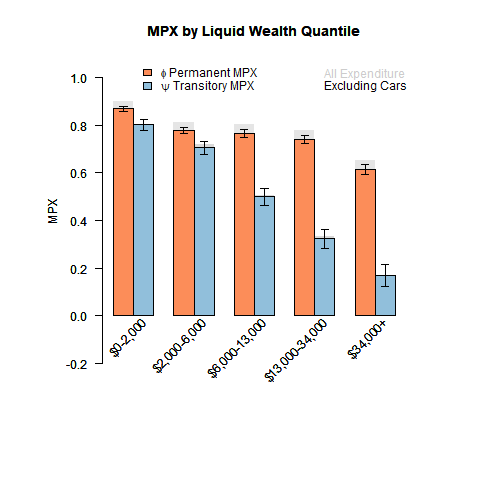 MPX by Liquid Wealth Quantile
ϕ Permanent MPX
ψ Transitory MPX
All Expenditure
Excluding Cars
MPX
1.0
0.8
0.6
0.4
0.2
0.0
-0.2
$0-2,000
$2,000-6,000
$6,000-13,000
$13,000-34,000
$34,000+